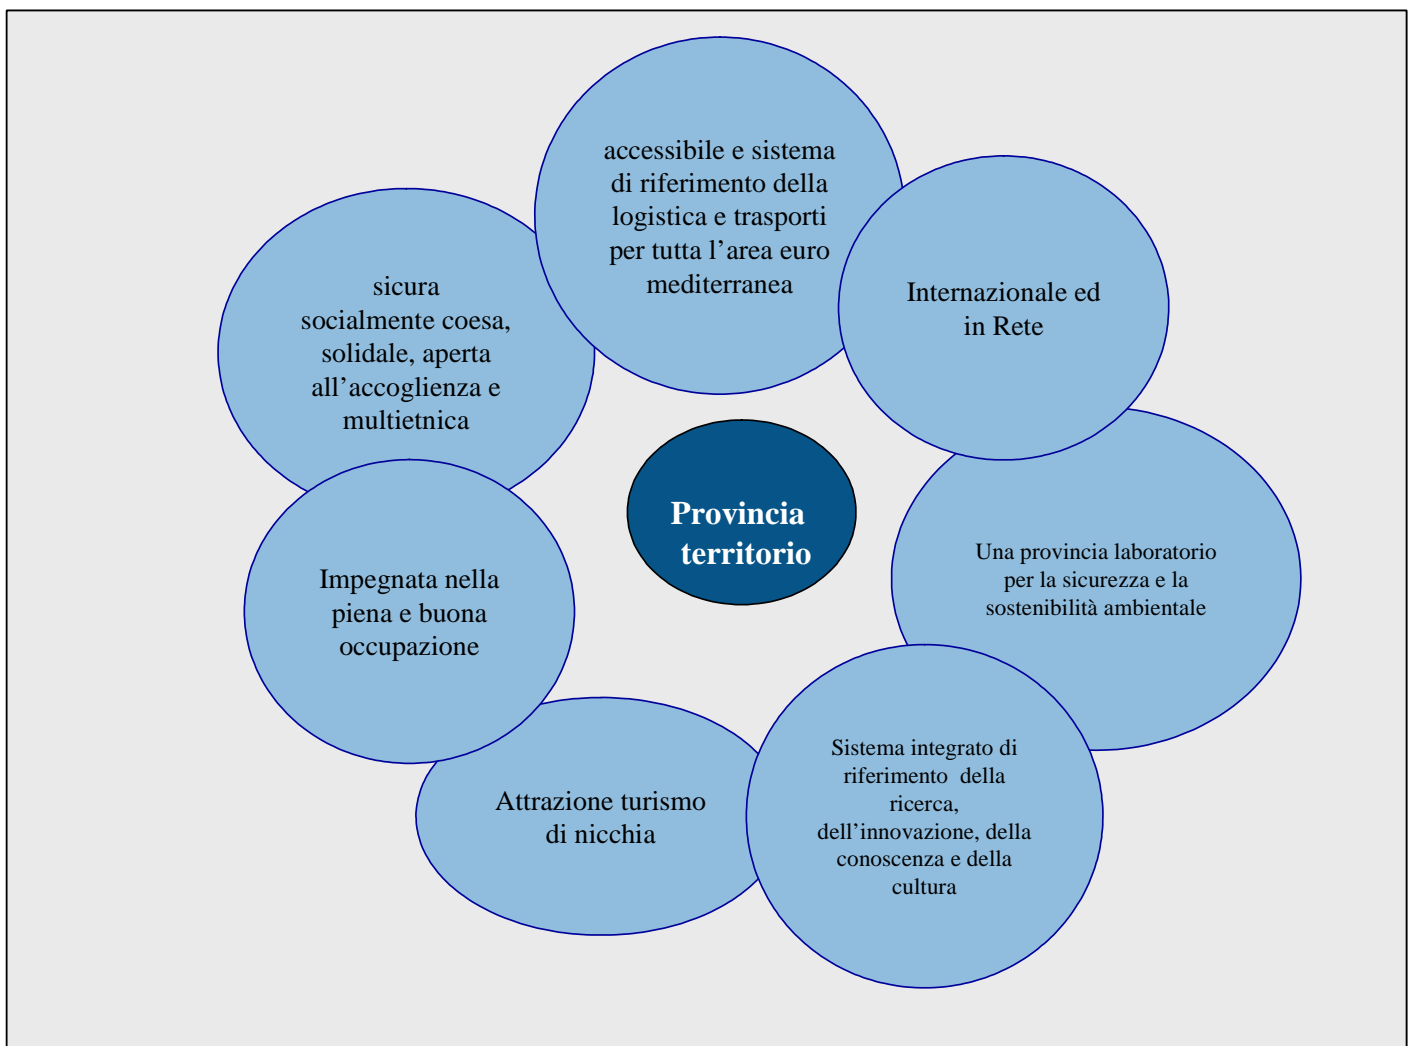 accessibile e sistema
di riferimento della
logistica e trasporti
per tutta l’area euro
mediterranea
Internazionale ed
in Rete
sicura
socialmente coesa,
solidale, aperta
all’accoglienza e
multietnica
Provincia
territorio
Una provincia laboratorio
per la sicurezza e la
sostenibilità ambientale
Impegnata nella
piena e buona
occupazione
Sistema integrato di
riferimento della
ricerca,
dell’innovazione, della
conoscenza e della
cultura
Attrazione turismo
di nicchia